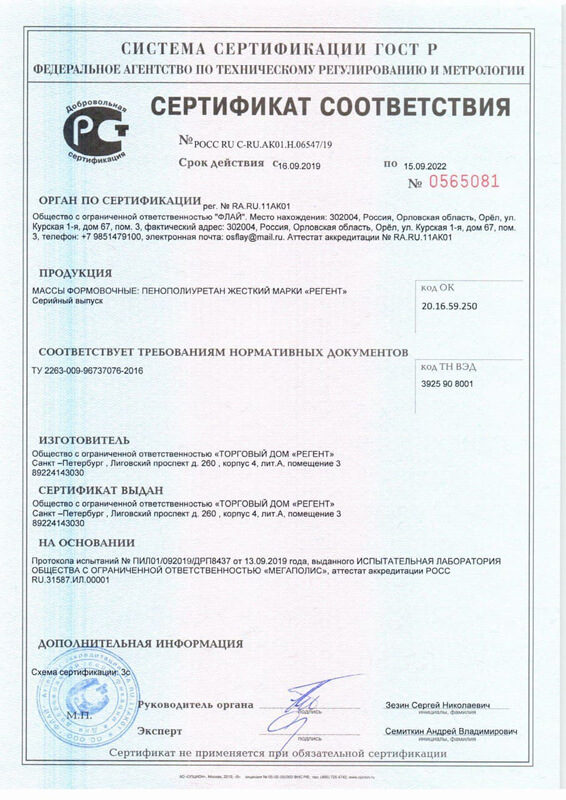 СИСТЕМА СЕРТИФИКАЦИИ ГОСТ Р
ФЕДЕРАЛЬНОЕ АГЕНТСТВО ПО ТЕХНИЧЕСКОМУ РЕГУЛИРОВАНИЮ И МЕТРОЛОГИИ
Добровольная
сертификация
СЕРТИФИКАТ СООТВЕТСТВИЯ
№ РОСС RU C-RU.АК01.Н.06547/19
Срок действия с 16.09.2019 по 15.09.2022
№ 0565081
ОРГАН ПО СЕРТИФИКАЦИИ рег. № RA.RU.11АК01
Общество с ограниченной ответственностью "ФЛАЙ". Место нахождения: 302004, Россия, Орловская область, Орёл, ул.
Курская 1-я, дом 67, пом. 3, фактический адрес: 302004, Россия, Орловская область, Орёл, ул. Курская 1-я, дом 67, пом.
3, телефон: +7 9851479100, электронная почта: osflay@mail.ru. Аттестат аккредитации № RA.RU.11АК01
ПРОДУКЦИЯ
МАССЫ ФОРМОВОЧНЫЕ: ПЕНОПОЛИУРЕТАН ЖЕСТКИЙ МАРКИ «РЕГЕНТ»
Серийный выпуск
код ОК
20.16.59.250
СООТВЕТСТВУЕТ ТРЕБОВАНИЯМ НОРМАТИВНЫХ ДОКУМЕНТОВ
ТУ 2263-009-96737076-2016
код ТН ВЭД
3925 90 8001
ИЗГОТОВИТЕЛЬ
Общество с ограниченной ответственностью «ТОРГОВЫЙ ДОМ «РЕГЕНТ»
Санкт –Петербург , Лиговский проспект д. 260 , корпус 4, лит.А, помещение 3
89224143030
СЕРТИФИКАТ ВЫДАН
Общество с ограниченной ответственностью «ТОРГОВЫЙ ДОМ «РЕГЕНТ»
Санкт –Петербург , Лиговский проспект д. 260 , корпус 4, лит.А, помещение 3
89224143030
НА ОСНОВАНИИ
Протокола испытаний № ПИЛ01/092019/ДРП8437 от 13.09.2019 года, выданного ИСПЫТАТЕЛЬНАЯ ЛАБОРАТОРИЯ
ОБЩЕСТВА С ОГРАНИЧЕННОЙ ОТВЕТСТВЕННОСТЬЮ «МЕГАПОЛИС», аттестат аккредитации РОСС
RU.31587.ИЛ.00001
ДОПОЛНИТЕЛЬНАЯ ИНФОРМАЦИЯ
Схема сертификации: 3с
М.П.
Руководитель органа
подпись
Зезин Сергей Николаевич
инициалы, фамилия
Эксперт
подпись
Семиткин Андрей Владимирович
инициалы, фамилия
Сертификат не применяется при обязательной сертификации